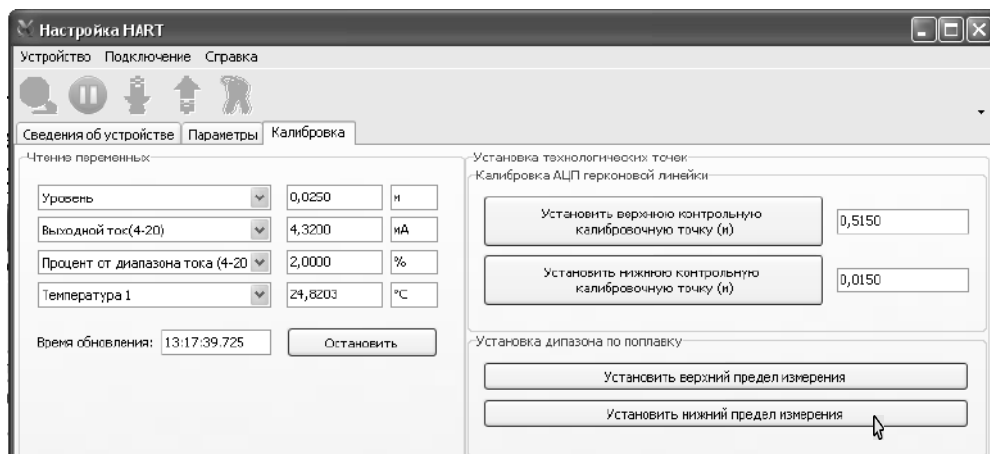 Настройка HART
Устройство Подключение Справка
Сведения об устройстве Параметры Калибровка
Чтение переменных
Уровень 0,0250 м
Выходной ток(4-20) 4,3200 мА
Процент от диапазона тока (4-20 2,0000 %
Температура 1 24,8203 °C
Время обновления: 13:17:39.725 Остановить
Установка технологических точек
Калибровка АЦП герконовой линейки
Установить верхнюю контрольную
калибровочную точку (м) 0,5150
Установить нижнюю контрольную
калибровочную точку (м) 0,0150
Установка дипазона по поплавку
Установить верхний предел измерения
Установить нижний предел измерения